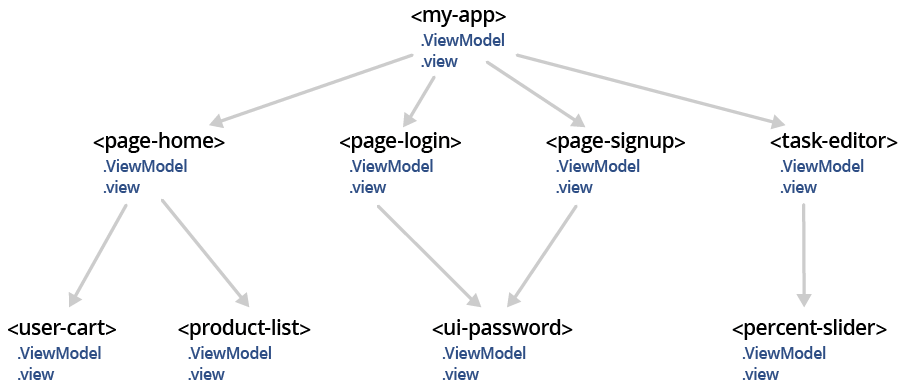 <my-app>
.ViewModel
.view
<page-home>
.ViewModel
.view
<page-login>
.ViewModel
.view
<page-signup>
.ViewModel
.view
<task-editor>
.ViewModel
.view
<user-cart>
.ViewModel
.view
<product-list>
.ViewModel
.view
<ui-password>
.ViewModel
.view
<percent-slider>
.ViewModel
.view